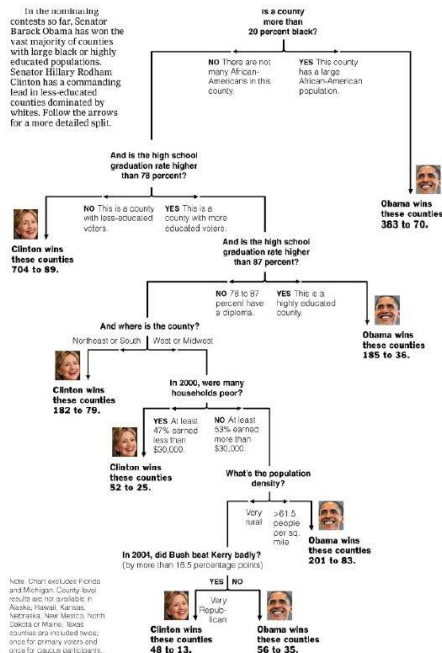 In the nominating
contests so far, Senator
Barack Obama has won the
vast majority of counties
with large black or highly
educated populations.
Senator Hillary Rodham
Clinton has a commanding
lead in less-educated
counties dominated by
whites. Follow the arrows
for a more detailed split.
Is a county
more than
20 percent black?
NO There are not
many African-
Americans in this
county.
YES This county
has a large
African-American
population.
And is the high school
graduation rate higher
than 78 percent?
Obama wins
these counties
383 to 70.
NO This is a county
with less-educated
voters.
YES This is a
county with more
educated voters.
Clinton wins
these counties
704 to 89.
And is the high school
graduation rate higher
than 87 percent?
NO 78 to 87
percent have
a diploma.
YES This is a
highly educated
county.
And where is the county?
Northeast or South
West or Midwest
Obama wins
these counties
185 to 36.
Clinton wins
these counties
182 to 79.
In 2000, were many
households poor?
YES At least
47% earned
less than
$30,000.
NO At least
53% earned
more than
$30,000.
Clinton wins
these counties
52 to 25.
What's the population
density?
Very
rural
>61.5
people
per sq.
mile
Obama wins
these counties
201 to 83.
In 2004, did Bush beat Kerry badly?
(by more than 16.5 percentage points)
YES
NO
Very
Repub-
lican
Clinton wins
these counties
48 to 13.
Obama wins
these counties
56 to 35.
Note: Chart excludes Florida
and Michigan. County-level
results are not available in
Alaska, Hawaii, Kansas,
Nebraska, New Mexico, North
Dakota or Maine. Texas
counties are included twice;
once for primary voters and
once for caucus participants.